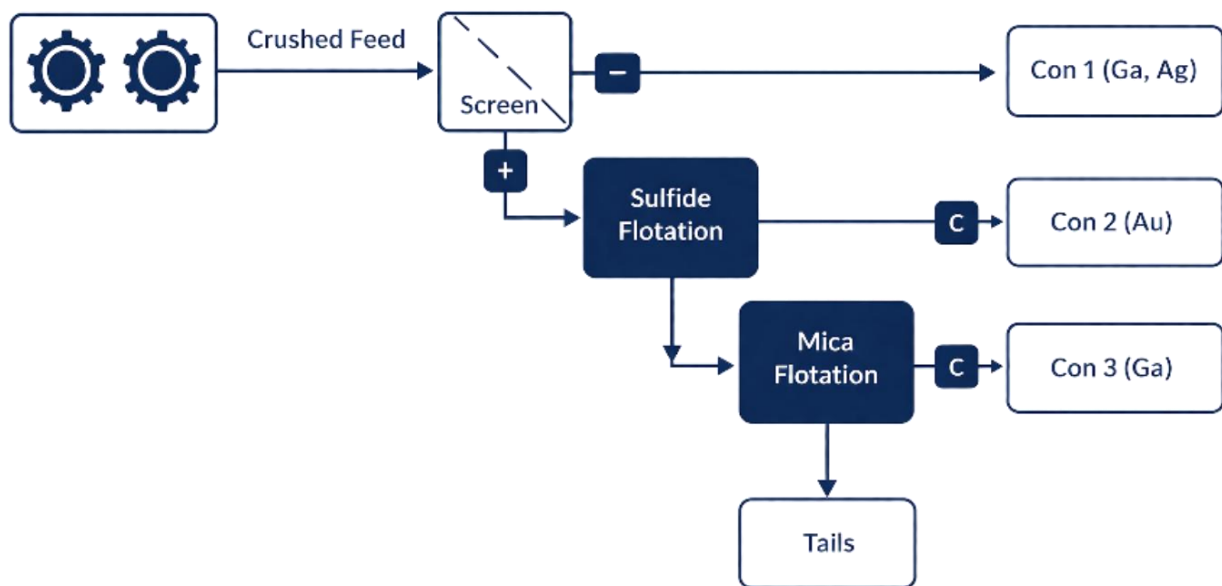 Crushed Feed
Screen
−
Con 1 (Ga, Ag)
+
Sulfide
Flotation
C
Con 2 (Au)
Mica
Flotation
C
Con 3 (Ga)
Tails